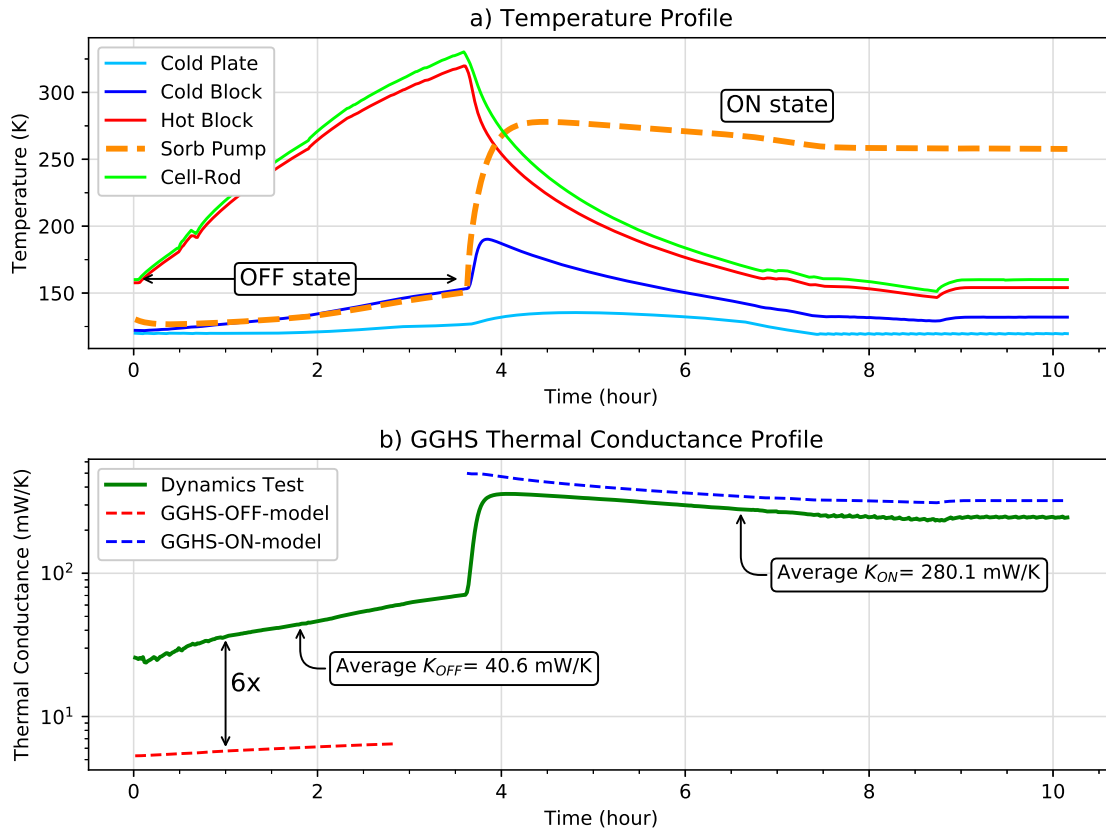 a) Temperature Profile
Temperature (K)
300
250
200
150
Cold Plate
Cold Block
Hot Block
Sorb Pump
Cell-Rod
ON state
OFF state
0 2 4 6 8 10
Time (hour)
b) GGHS Thermal Conductance Profile
Thermal Conductance (mW/K)
10²
10¹
Dynamics Test
GGHS-OFF-model
GGHS-ON-model
Average K_ON= 280.1 mW/K
Average K_OFF= 40.6 mW/K
6x
0 2 4 6 8 10
Time (hour)